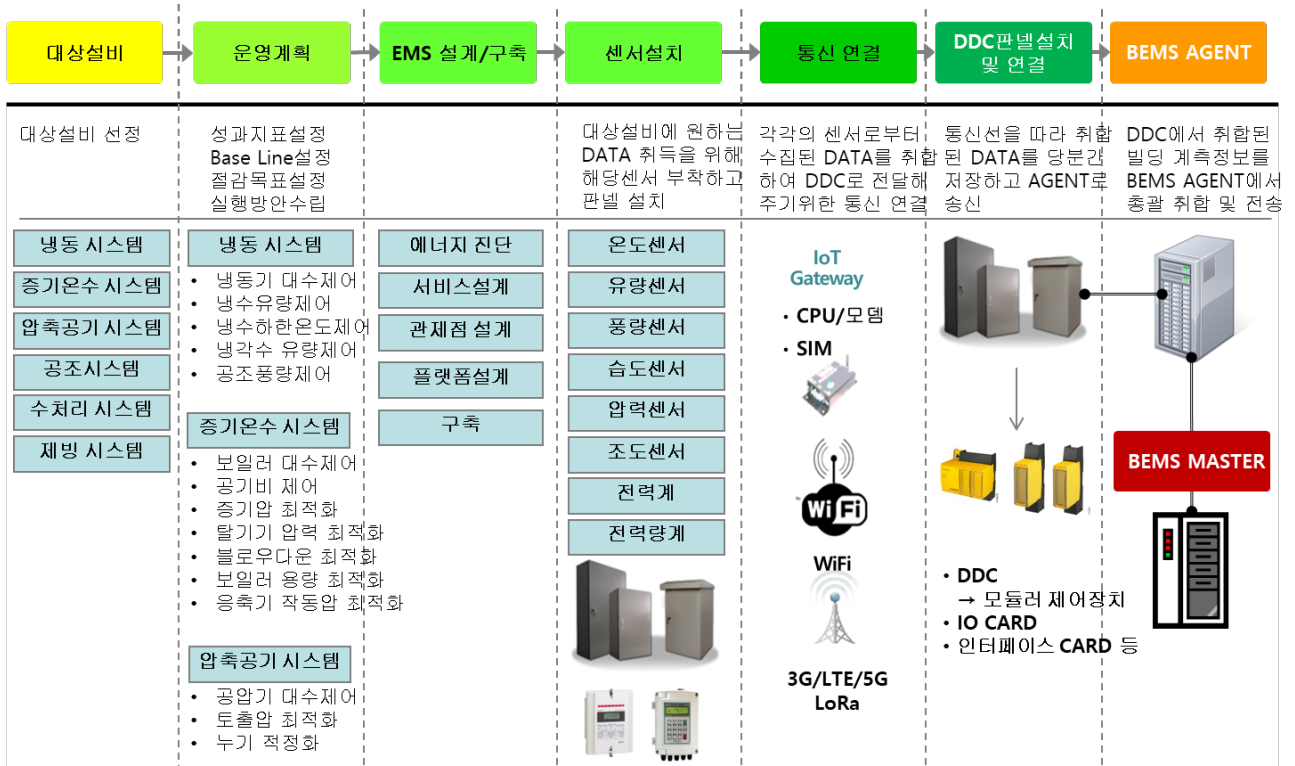 대상설비
운영계획
EMS 설계/구축
센서설치
통신 연결
DDC판넬설치
및 연결
BEMS AGENT
대상설비 선정
성과지표설정
Base Line설정
절감목표설정
실행방안수립
대상설비에 원하는
DATA 취득을 위해
해당센서 부착하고
판넬 설치
각각의 센서로부터
수집된 DATA를 취합
하여 DDC로 전달해
주기위한 통신 연결
통신선을 따라 취합
된 DATA를 당분간
저장하고 AGENT로
송신
DDC에서 취합된
빌딩 계측정보를
BEMS AGENT에서
총괄 취합 및 전송
냉동 시스템
증기온수 시스템
압축공기 시스템
공조시스템
수처리 시스템
제빙 시스템
냉동 시스템
• 냉동기 대수제어
• 냉수유량제어
• 냉수하한온도제어
• 냉각수 유량제어
• 공조풍량제어
증기온수 시스템
• 보일러 대수제어
• 공기비 제어
• 증기압 최적화
• 탈기기 압력 최적화
• 블로우다운 최적화
• 보일러 용량 최적화
• 응축기 작동압 최적화
압축공기 시스템
• 공압기 대수제어
• 토출압 최적화
• 누기 적정화
에너지 진단
서비스설계
관제점 설계
플랫폼설계
구축
온도센서
유량센서
풍량센서
습도센서
압력센서
조도센서
전력계
전력량계
IoT
Gateway
· CPU/모뎀
· SIM
Wi Fi
WiFi
3G/LTE/5G
LoRa
• DDC
→ 모듈러 제어장치
• IO CARD
• 인터페이스 CARD 등
BEMS MASTER